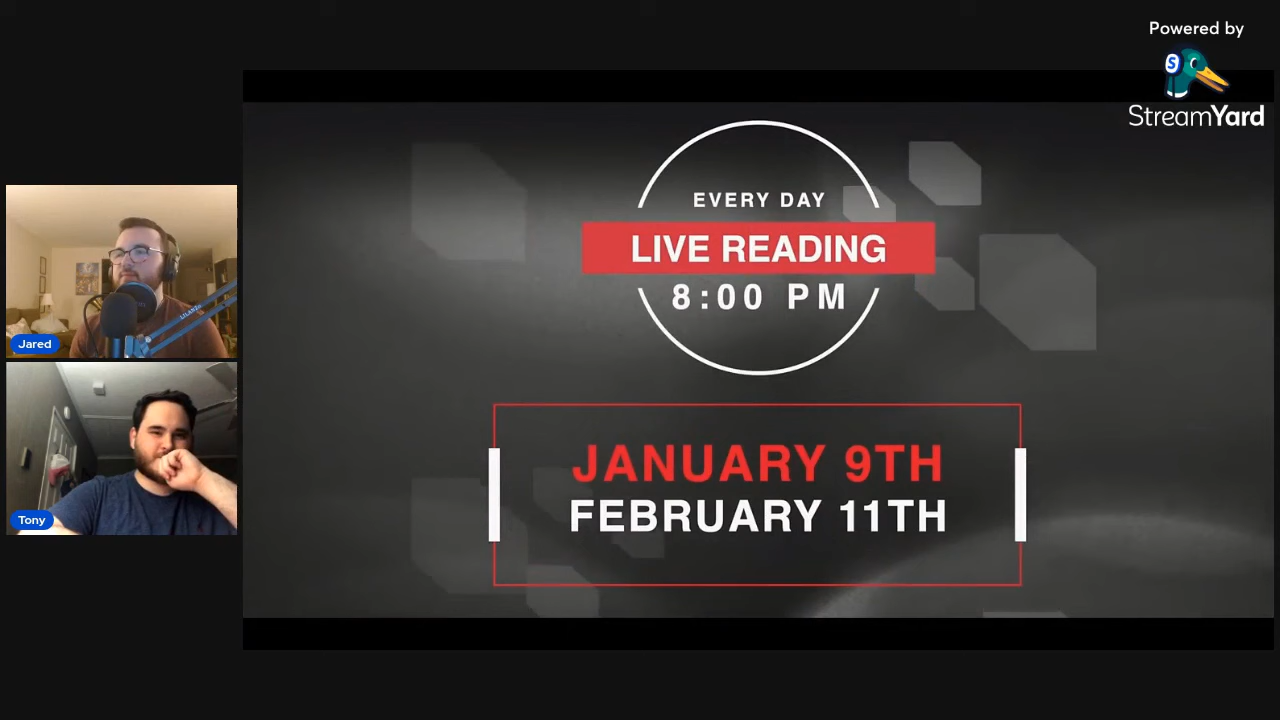 Powered by
S
StreamYard
EVERY DAY
LIVE READING
8:00 PM
JANUARY 9TH
FEBRUARY 11TH
Jared
Tony